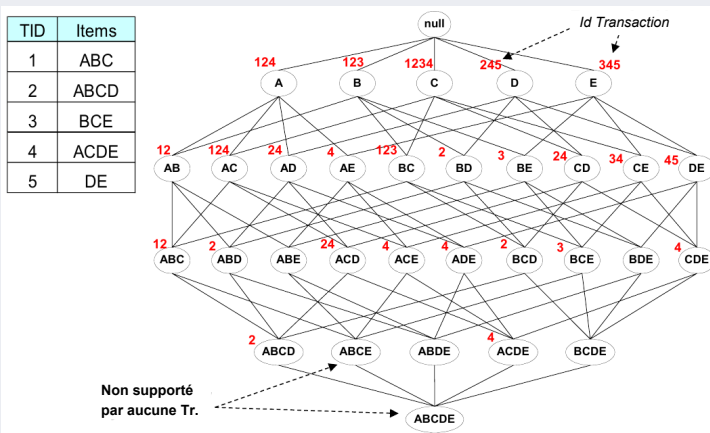 TID Items
1 ABC
2 ABCD
3 BCE
4 ACDE
5 DE
null
Id Transaction
124 123 1234 245 345
A B C D E
12 124 24 4 123 2 3 24 34 45
AB AC AD AE BC BD BE CD CE DE
12 2 24 4 4 2 3 4
ABC ABD ABE ACD ACE ADE BCD BCE BDE CDE
2 4
ABCD ABCE ABDE ACDE BCDE
Non supporté
par aucune Tr.
ABCDE